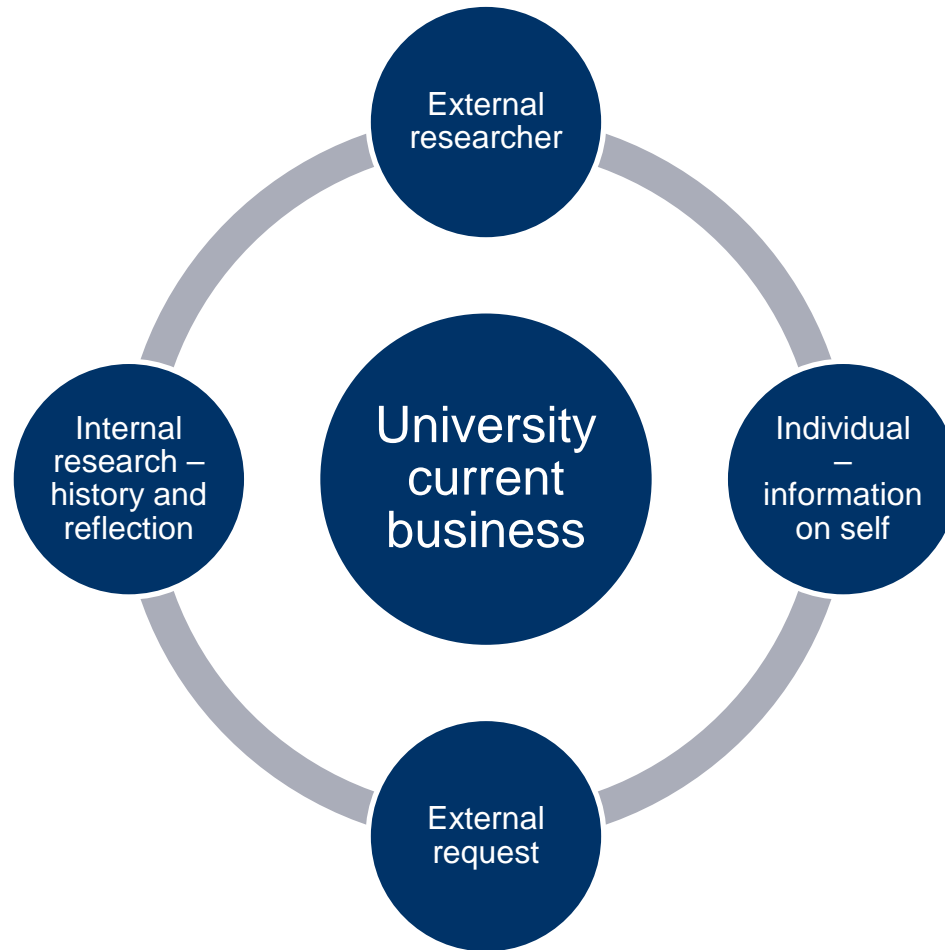 External
researcher
Internal
research –
history and
reflection
University
current
business
Individual
–
information
on self
External
request